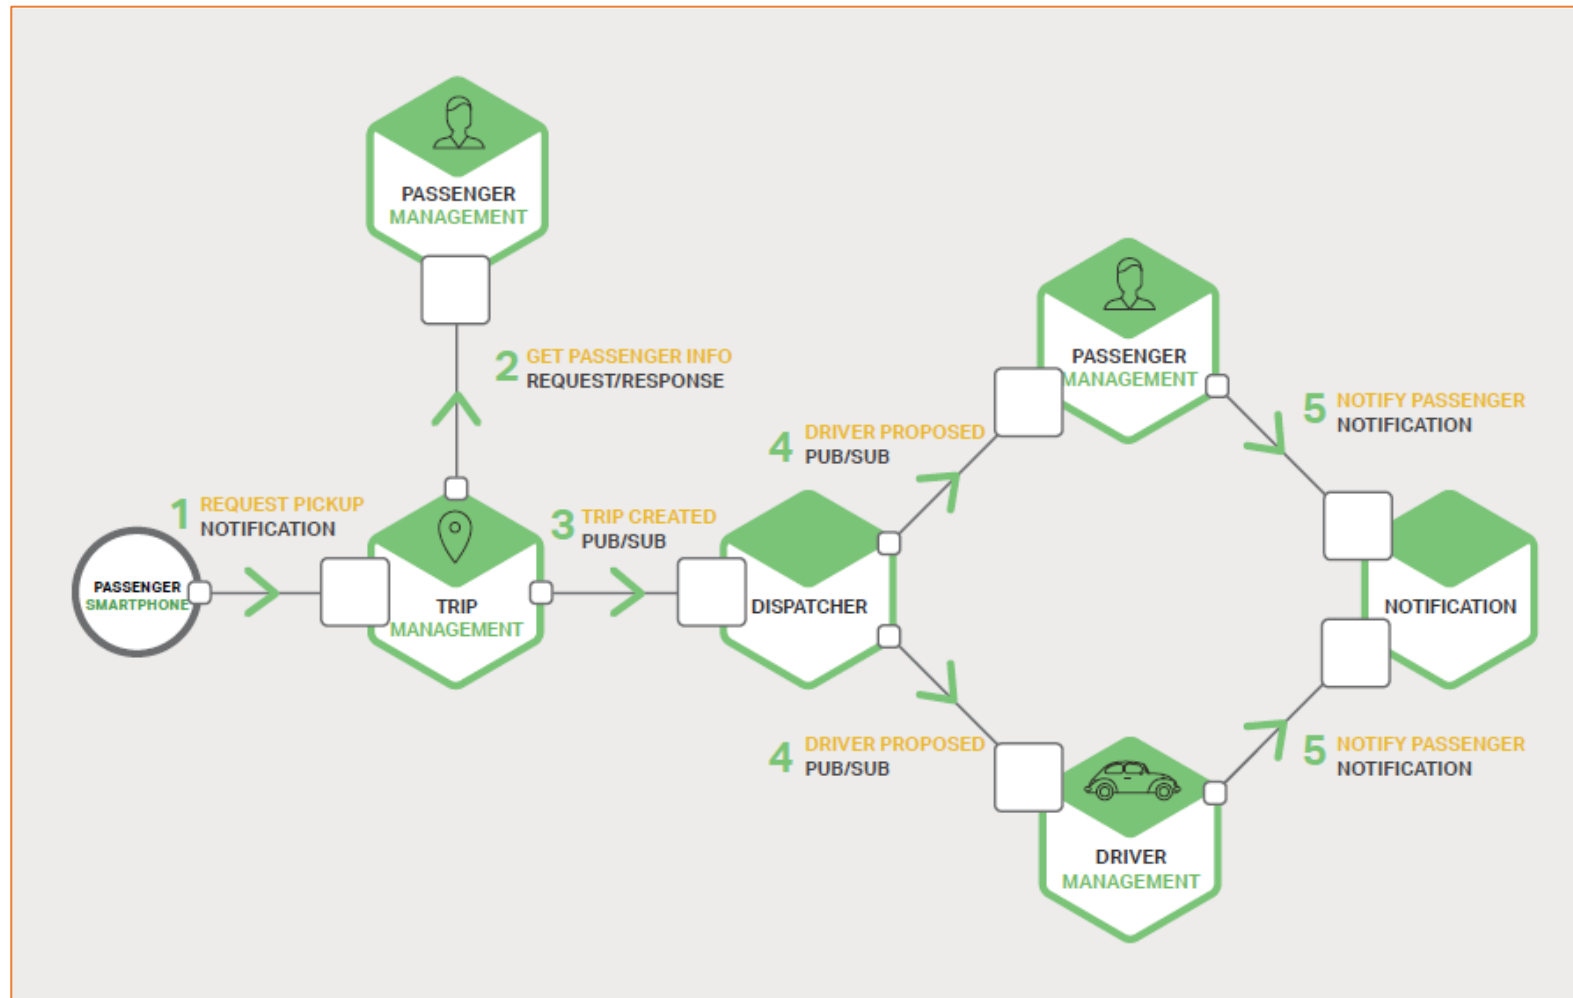 PASSENGER
MANAGEMENT
2 GET PASSENGER INFO
REQUEST/RESPONSE
1 REQUEST PICKUP
NOTIFICATION
PASSENGER
SMARTPHONE
TRIP
MANAGEMENT
3 TRIP CREATED
PUB/SUB
DISPATCHER
4 DRIVER PROPOSED
PUB/SUB
PASSENGER
MANAGEMENT
5 NOTIFY PASSENGER
NOTIFICATION
4 DRIVER PROPOSED
PUB/SUB
DRIVER
MANAGEMENT
5 NOTIFY PASSENGER
NOTIFICATION
NOTIFICATION